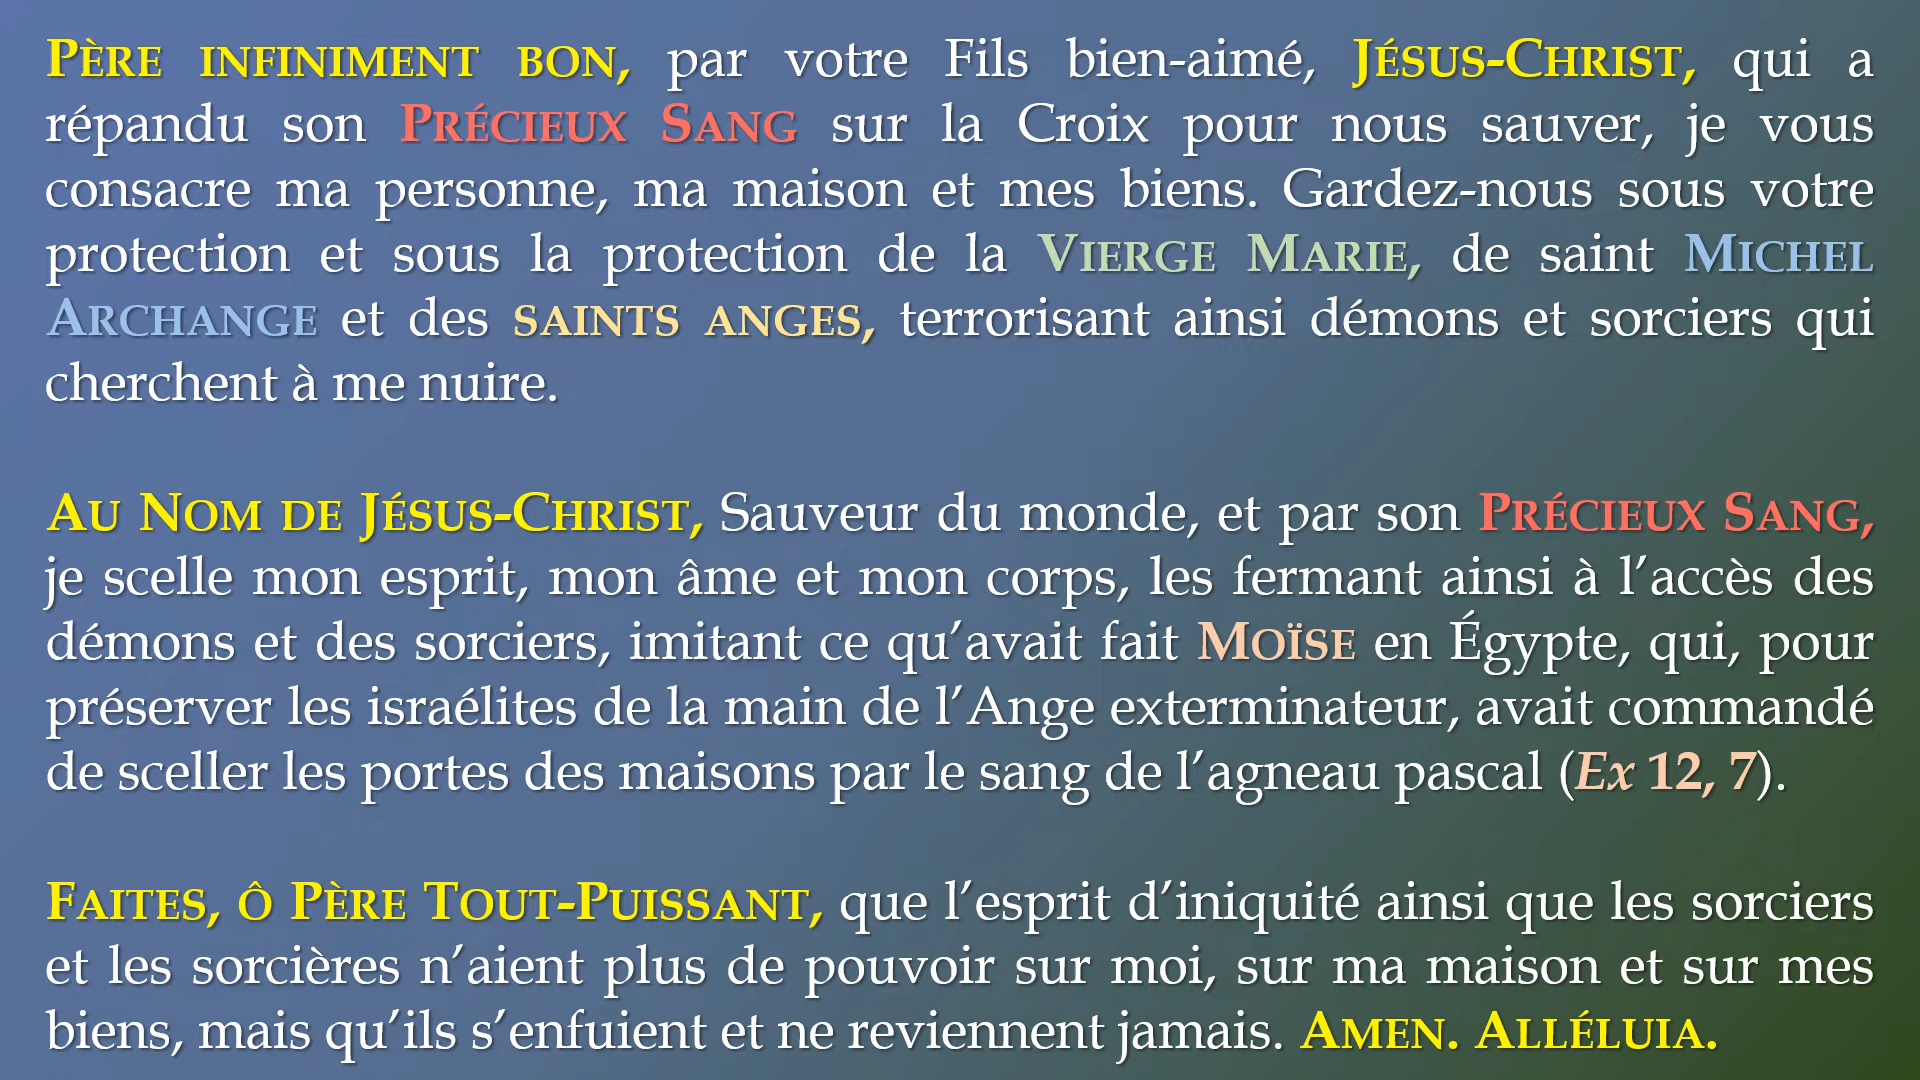 PÈRE INFINIMENT BON, par votre Fils bien-aimé, JÉSUS-CHRIST, qui a
répandu son PRÉCIEUX SANG sur la Croix pour nous sauver, je vous
consacre ma personne, ma maison et mes biens. Gardez-nous sous votre
protection et sous la protection de la VIERGE MARIE, de saint MICHEL
ARCHANGE et des SAINTS ANGES, terrorisant ainsi démons et sorciers qui
cherchent à me nuire.
AU NOM DE JÉSUS-CHRIST, Sauveur du monde, et par son PRÉCIEUX SANG,
je scelle mon esprit, mon âme et mon corps, les fermant ainsi à l’accès des
démons et des sorciers, imitant ce qu’avait fait MOÏSE en Égypte, qui, pour
préserver les israélites de la main de l’Ange exterminateur, avait commandé
de sceller les portes des maisons par le sang de l’agneau pascal (Ex 12, 7).
FAITES, Ô PÈRE TOUT-PUISSANT, que l’esprit d’iniquité ainsi que les sorciers
et les sorcières n’aient plus de pouvoir sur moi, sur ma maison et sur mes
biens, mais qu’ils s’enfuient et ne reviennent jamais. AMEN. ALLÉLUIA.